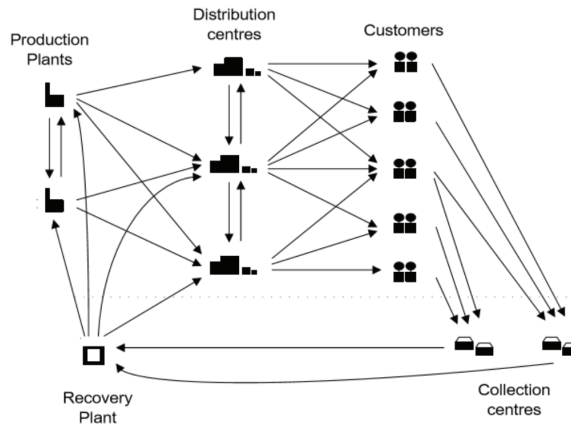 Distribution
centres
Production
Plants
Customers
Recovery
Plant
Collection
centres